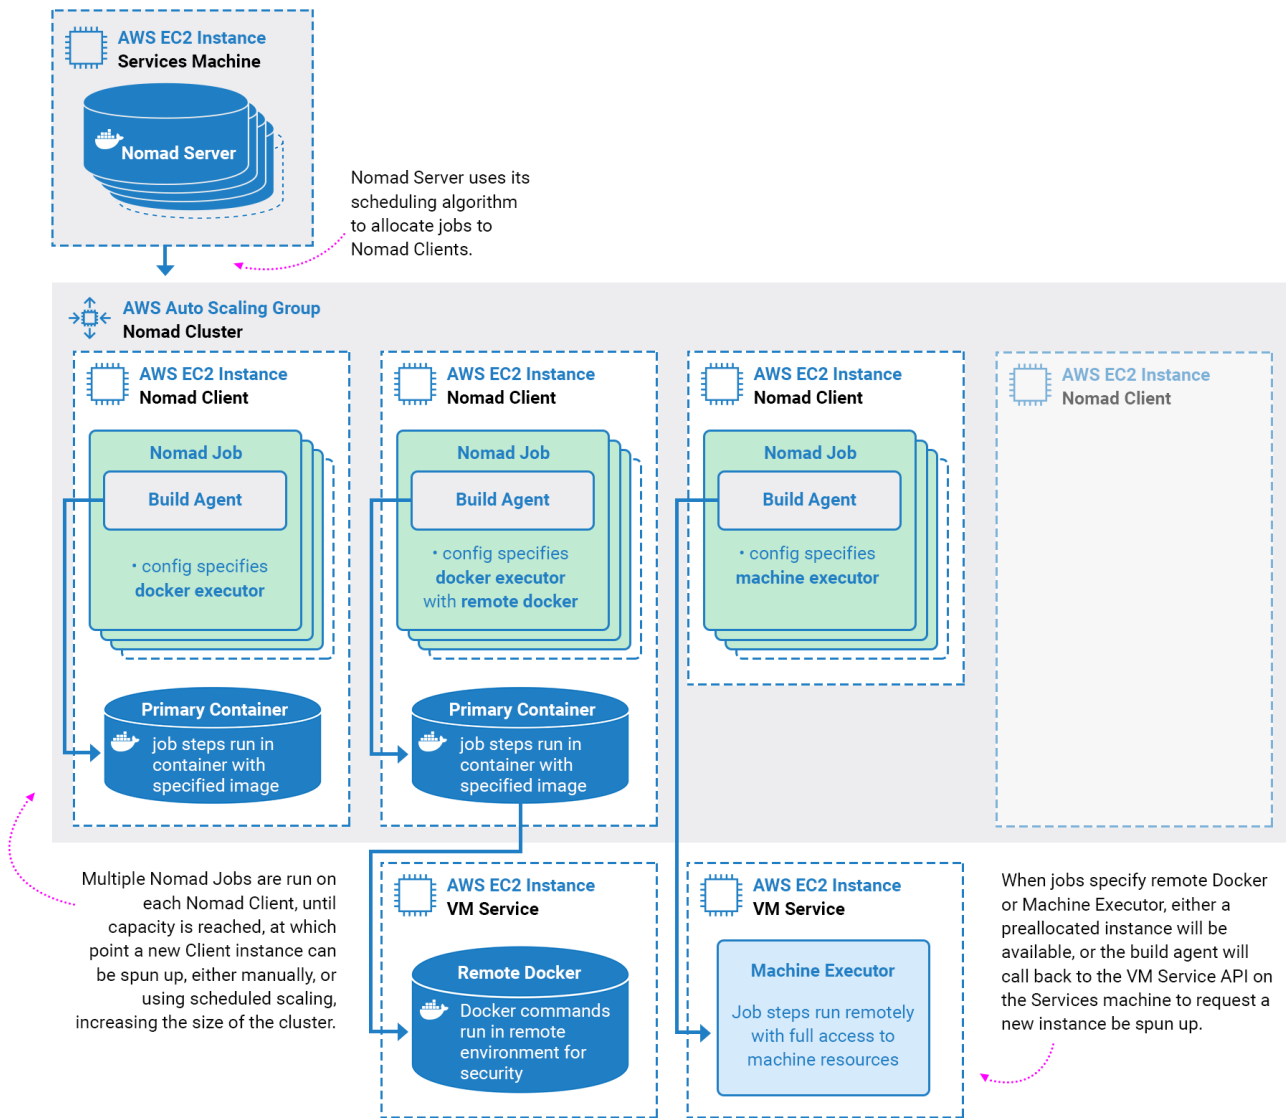 AWS EC2 Instance
Services Machine
Nomad Server
Nomad Server uses its
scheduling algorithm
to allocate jobs to
Nomad Clients.
AWS Auto Scaling Group
Nomad Cluster
AWS EC2 Instance
Nomad Client
Nomad Job
Build Agent
• config specifies
docker executor
Primary Container
job steps run in
container with
specified image
AWS EC2 Instance
Nomad Client
Nomad Job
Build Agent
• config specifies
docker executor
with remote docker
Primary Container
job steps run in
container with
specified image
AWS EC2 Instance
Nomad Client
Nomad Job
Build Agent
• config specifies
machine executor
AWS EC2 Instance
Nomad Client
Multiple Nomad Jobs are run on
each Nomad Client, until
capacity is reached, at which
point a new Client instance can
be spun up, either manually, or
using scheduled scaling,
increasing the size of the cluster.
AWS EC2 Instance
VM Service
Remote Docker
Docker commands
run in remote
environment for
security
AWS EC2 Instance
VM Service
Machine Executor
Job steps run remotely
with full access to
machine resources
When jobs specify remote Docker
or Machine Executor, either a
preallocated instance will be
available, or the build agent will
call back to the VM Service API on
the Services machine to request a
new instance be spun up.